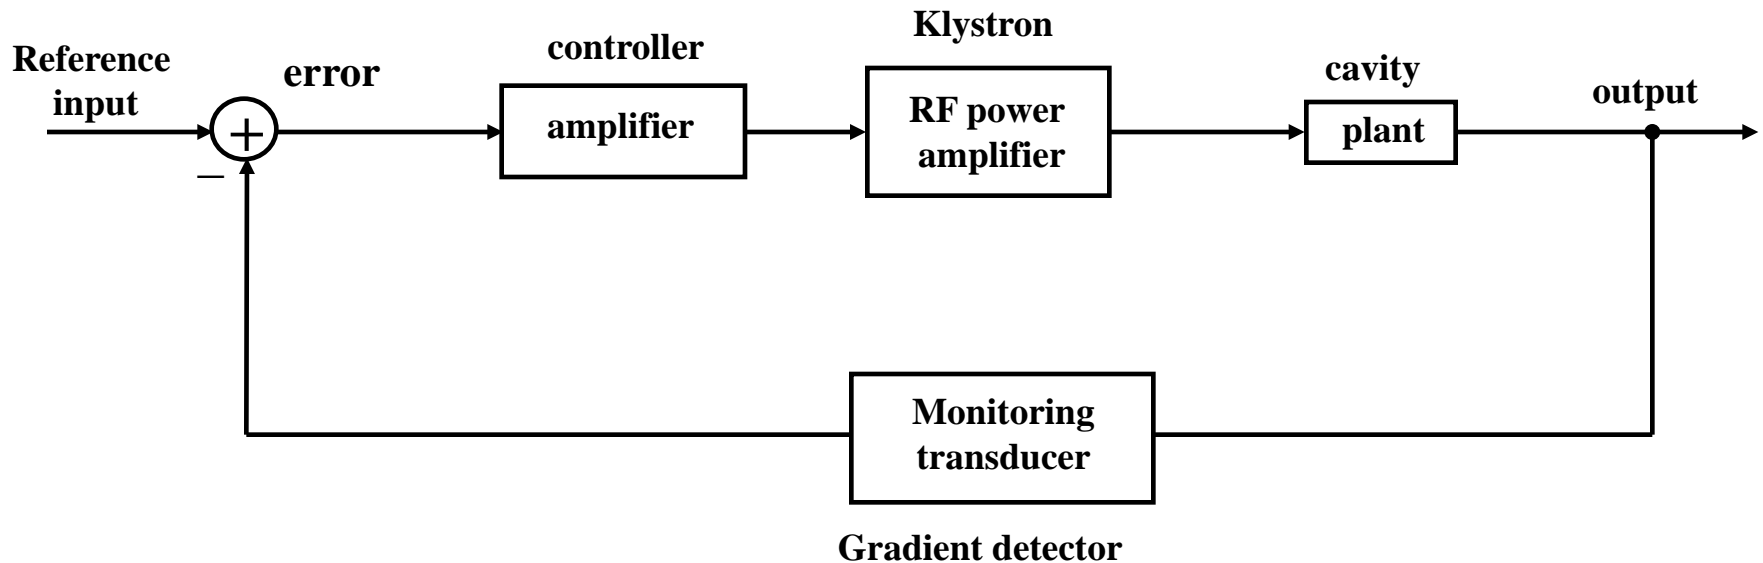 Klystron
controller
Reference
input
error
cavity
output
+
−
amplifier
RF power
amplifier
plant
Monitoring
transducer
Gradient detector